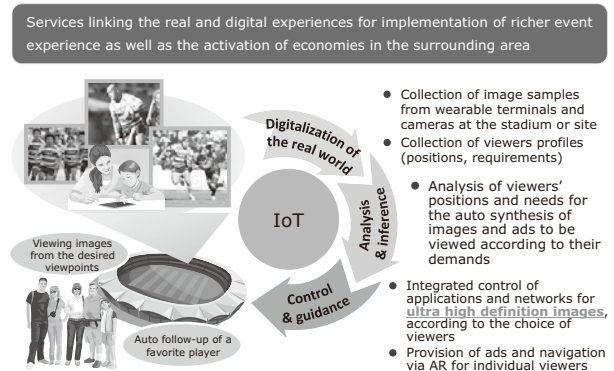 Services linking the real and digital experiences for implementation of richer event
experience as well as the activation of economies in the surrounding area
Digitalization of
the real world
● Collection of image samples
from wearable terminals and
cameras at the stadium or site
● Collection of viewers profiles
(positions, requirements)
IoT
Analysis
& inference
● Analysis of viewers'
positions and needs for
the auto synthesis of
images and ads to be
viewed according to their
demands
Viewing images
from the desired
viewpoints
Control
& guidance
Auto follow-up of a
favorite player
● Integrated control of
applications and networks for
ultra high definition images,
according to the choice of
viewers
● Provision of ads and navigation
via AR for individual viewers